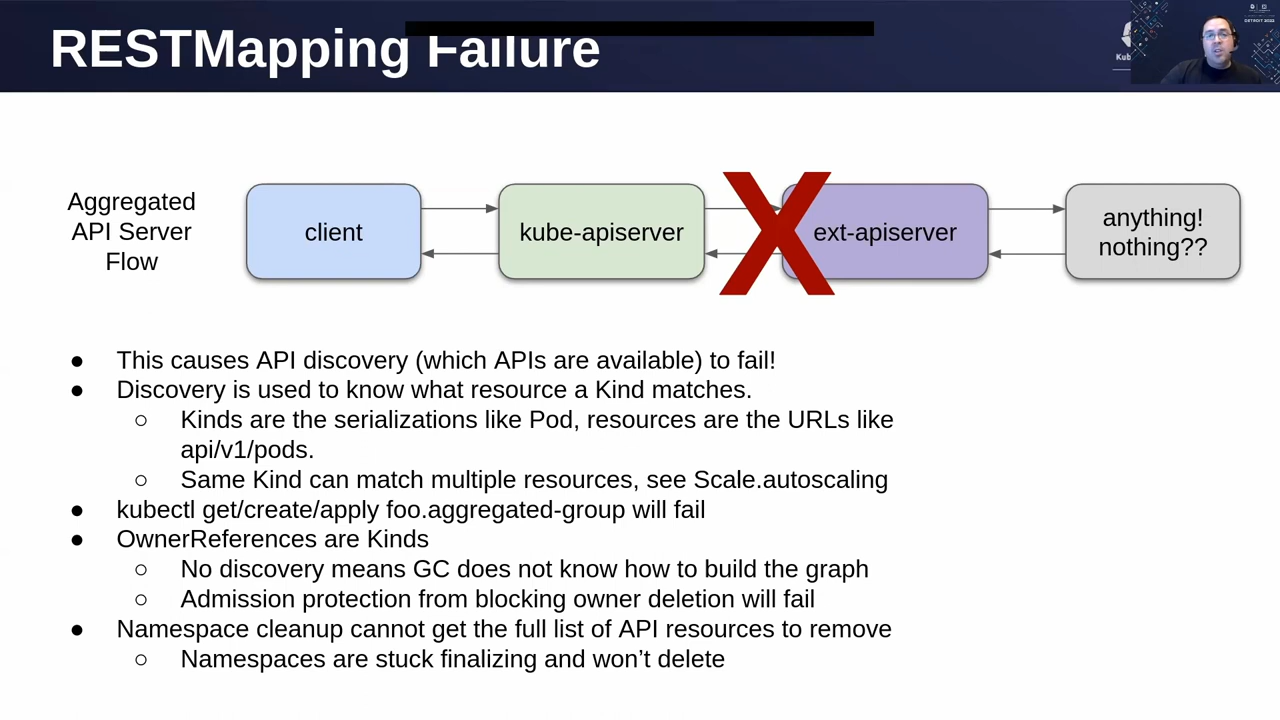 RESTMapping Failure
Kub
DETROIT 2022
Aggregated
API Server
Flow
client
kube-apiserver
X
ext-apiserver
anything!
nothing??
● This causes API discovery (which APIs are available) to fail!
● Discovery is used to know what resource a Kind matches.
○ Kinds are the serializations like Pod, resources are the URLs like
api/v1/pods.
○ Same Kind can match multiple resources, see Scale.autoscaling
● kubectl get/create/apply foo.aggregated-group will fail
● OwnerReferences are Kinds
○ No discovery means GC does not know how to build the graph
○ Admission protection from blocking owner deletion will fail
● Namespace cleanup cannot get the full list of API resources to remove
○ Namespaces are stuck finalizing and won’t delete